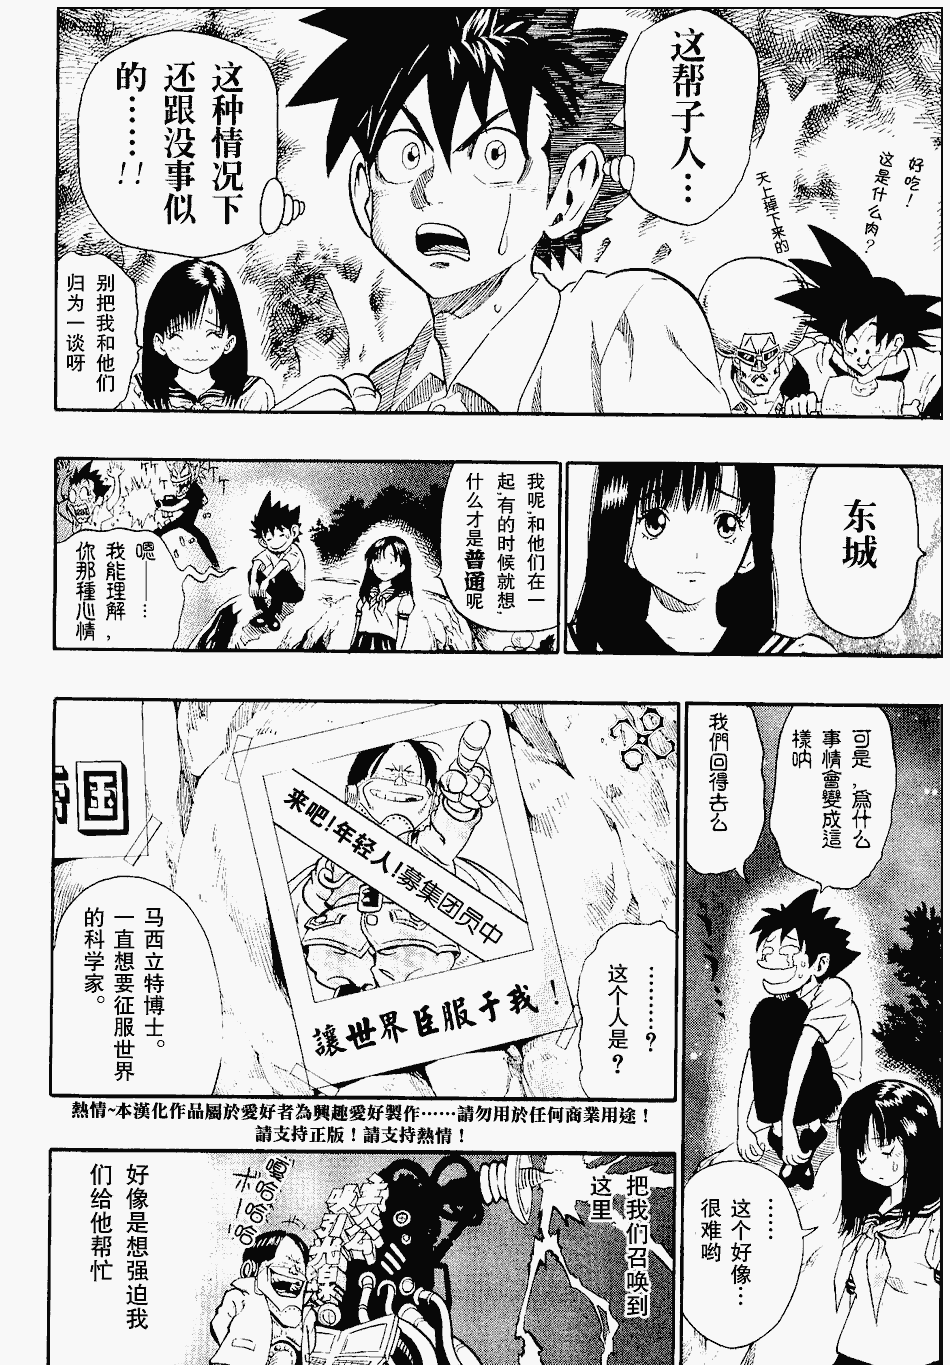 这帮子人…
好吃！
这是什么肉？
天上掉下来的
这种情况下
还跟没事似
的……!!
别把我和他们
归为一谈呀
东城
我呢,和他们在一
起,有的时候就想,
什么才是普通呢
嗯——…
我能理解，
你那種心情
可是，為什么
事情會變成這
樣吶
我們回得去么
……
这个好像…
很难哟
帝国
来吧!年轻人!募集团员中
讓世界臣服于我！
………？
这个人是？
马西立特博士。
一直想要征服世界
的科学家。
熱情~本漢化作品屬於愛好者為興趣愛好製作……請勿用於任何商業用途！
請支持正版！請支持熱情！
把我们召唤到
这里
嘎
哈哈
哈
好像是想强迫我
们给他帮忙